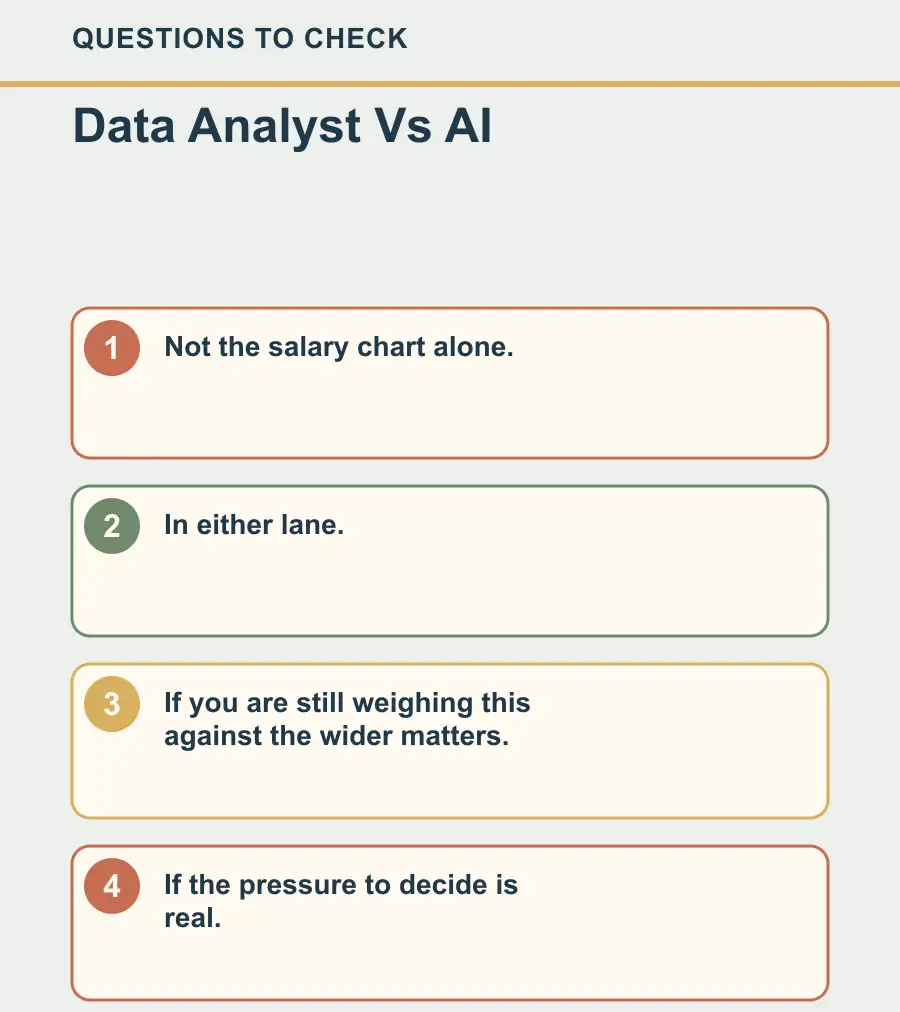 QUESTIONS TO CHECK
Data Analyst Vs AI
1
Not the salary chart alone.
2
In either lane.
3
If you are still weighing this
against the wider matters.
4
If the pressure to decide is
real.